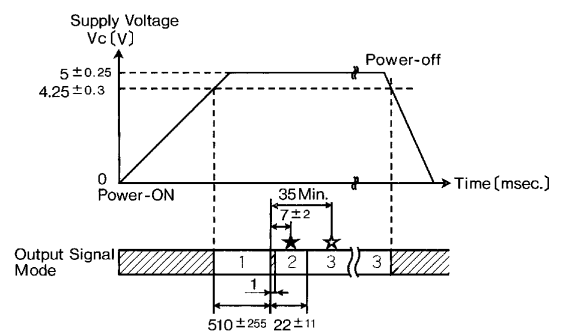 Supply Voltage
Vc (V)
Power-off
5 ±0.25
4.25 ±0.3
0
Power-ON
Time (msec.)
35 Min.
7 ±2
Output Signal
Mode
1 2 3 3
1
510 ±255 22 ±11